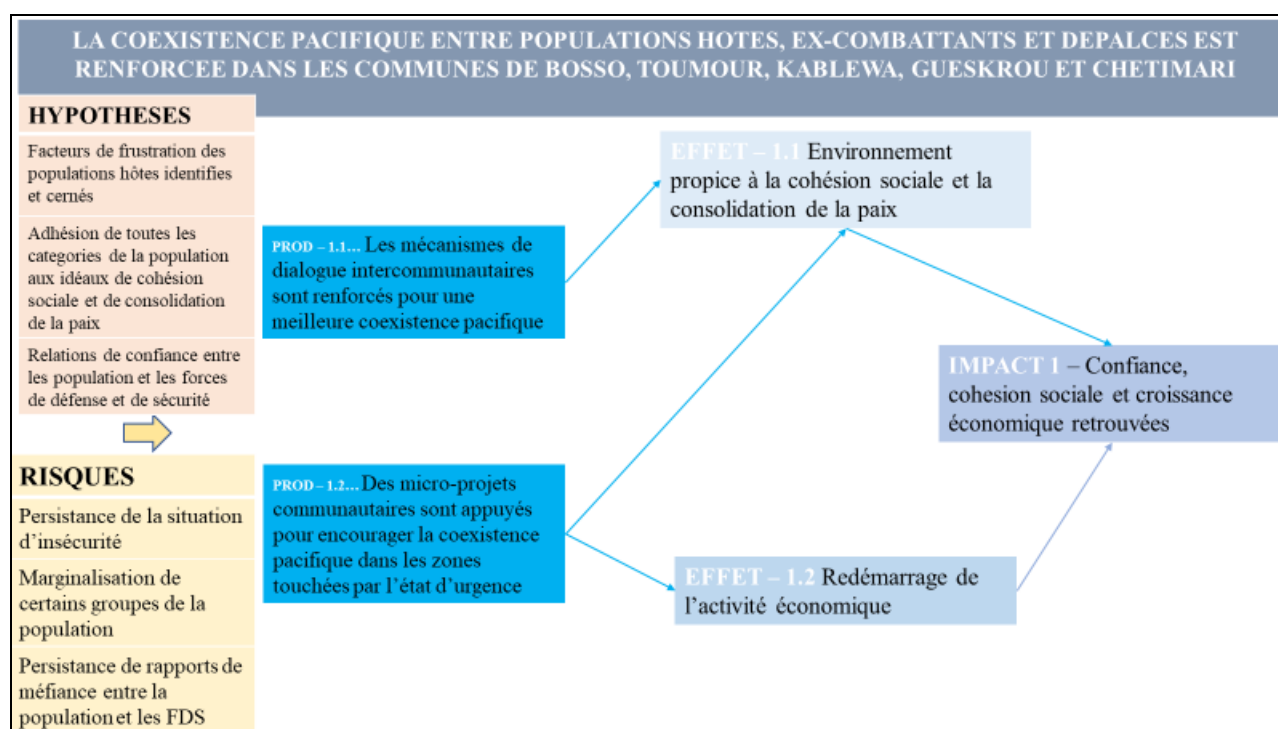 LA COEXISTENCE PACIFIQUE ENTRE POPULATIONS HOTES, EX-COMBATTANTS ET DEPALCES EST
RENFORCEE DANS LES COMMUNES DE BOSSO, TOUMOUR, KABLEWA, GUESKROU ET CHETIMARI
HYPOTHESES
Facteurs de frustration des
populations hôtes identifies
et cernés
Adhésion de toutes les
categories de la population
aux idéaux de cohésion
sociale et de consolidation
de la paix
Relations de confiance entre
les population et les forces
de défense et de sécurité
RISQUES
Persistance de la situation
d’insécurité
Marginalisation de
certains groupes de la
population
Persistance de rapports de
méfiance entre la
population et les FDS
PROD – 1.1... Les mécanismes de
dialogue intercommunautaires
sont renforcés pour une
meilleure coexistence pacifique
PROD – 1.2... Des micro-projets
communautaires sont appuyés
pour encourager la coexistence
pacifique dans les zones
touchées par l’état d’urgence
EFFET – 1.1 Environnement
propice à la cohésion sociale et la
consolidation de la paix
EFFET – 1.2 Redémarrage de
l’activité économique
IMPACT 1 – Confiance,
cohesion sociale et croissance
économique retrouvées